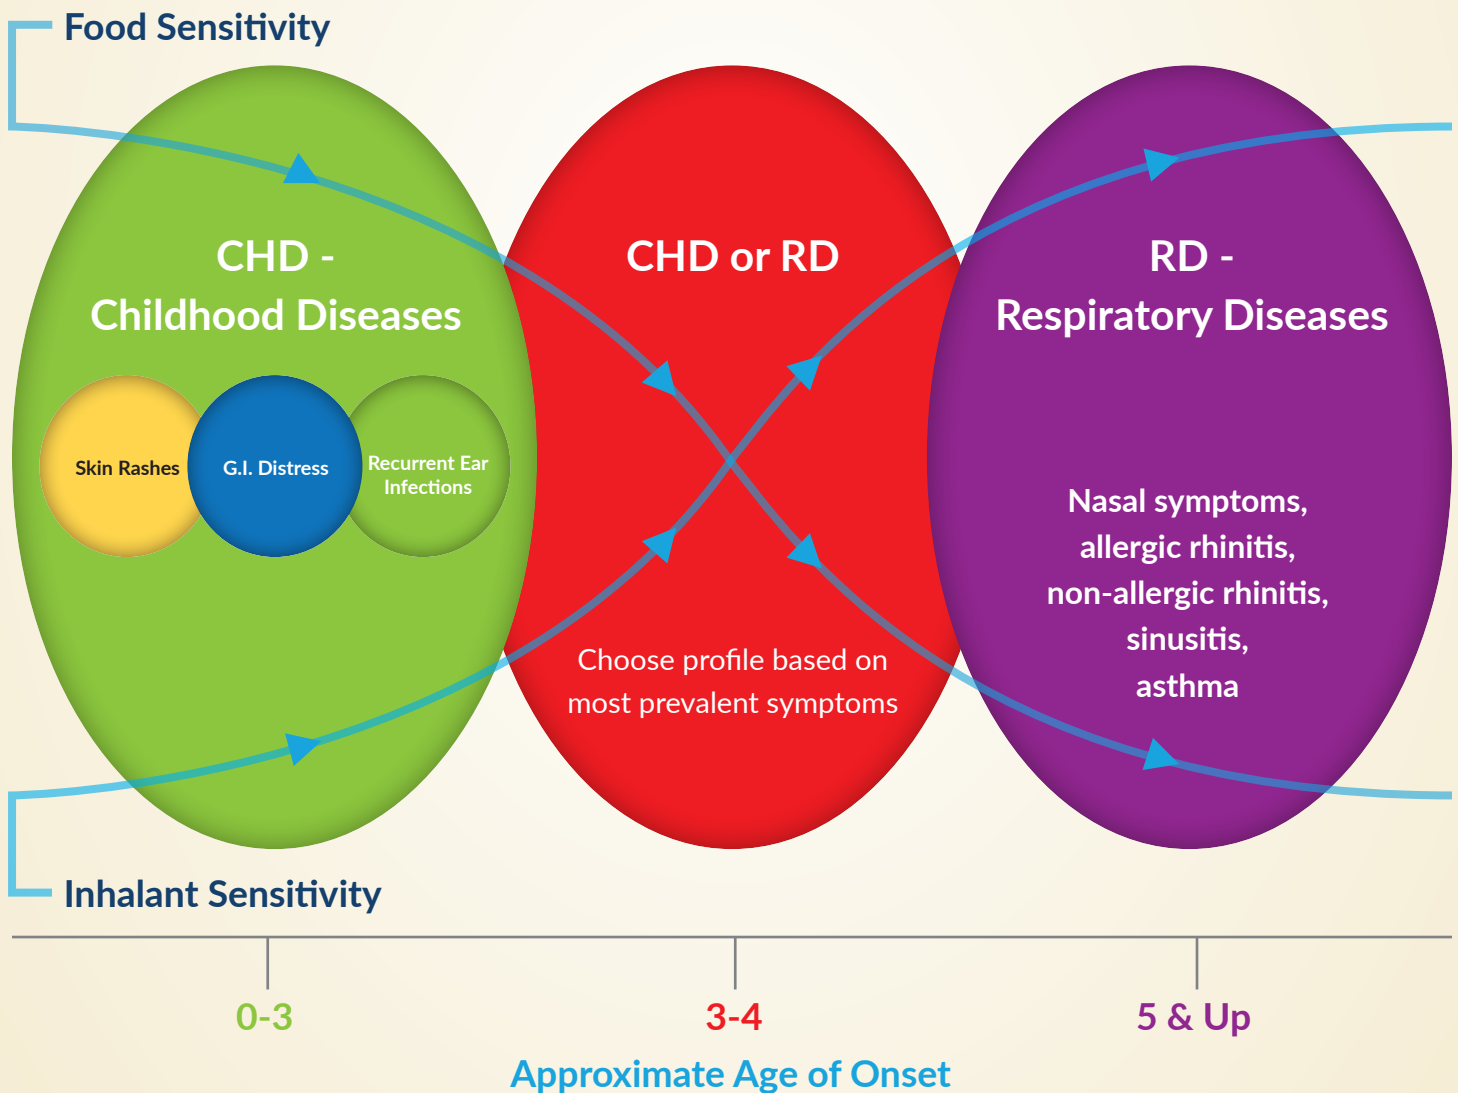 Food Sensitivity
CHD -
Childhood Diseases
Skin Rashes
G.I. Distress
Recurrent Ear
Infections
CHD or RD
Choose profile based on
most prevalent symptoms
RD -
Respiratory Diseases
Nasal symptoms,
allergic rhinitis,
non-allergic rhinitis,
sinusitis,
asthma
Inhalant Sensitivity
0-3
3-4
5 & Up
Approximate Age of Onset